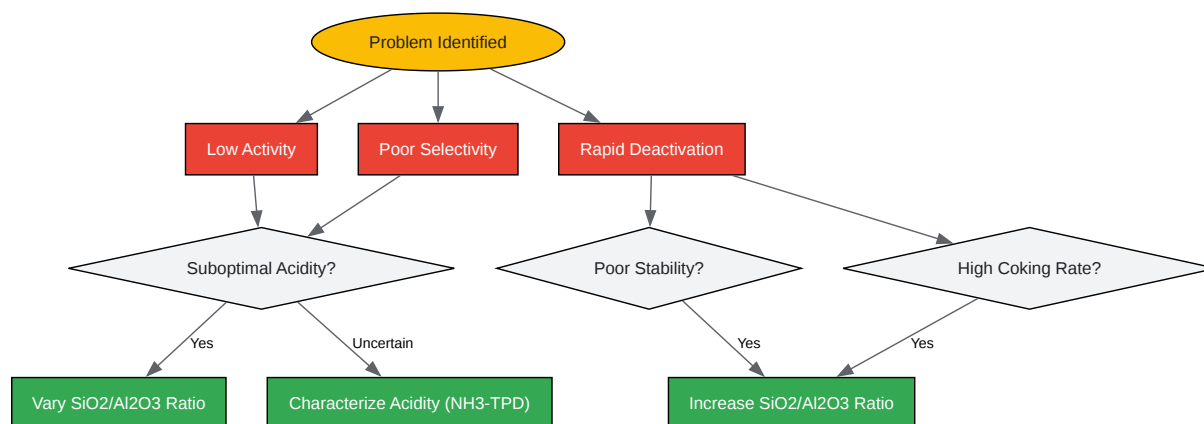 Problem Identified
Low Activity
Poor Selectivity
Rapid Deactivation
Suboptimal Acidity?
Poor Stability?
High Coking Rate?
Yes
Uncertain
Yes
Yes
Vary SiO2/Al2O3 Ratio
Characterize Acidity (NH3-TPD)
Increase SiO2/Al2O3 Ratio